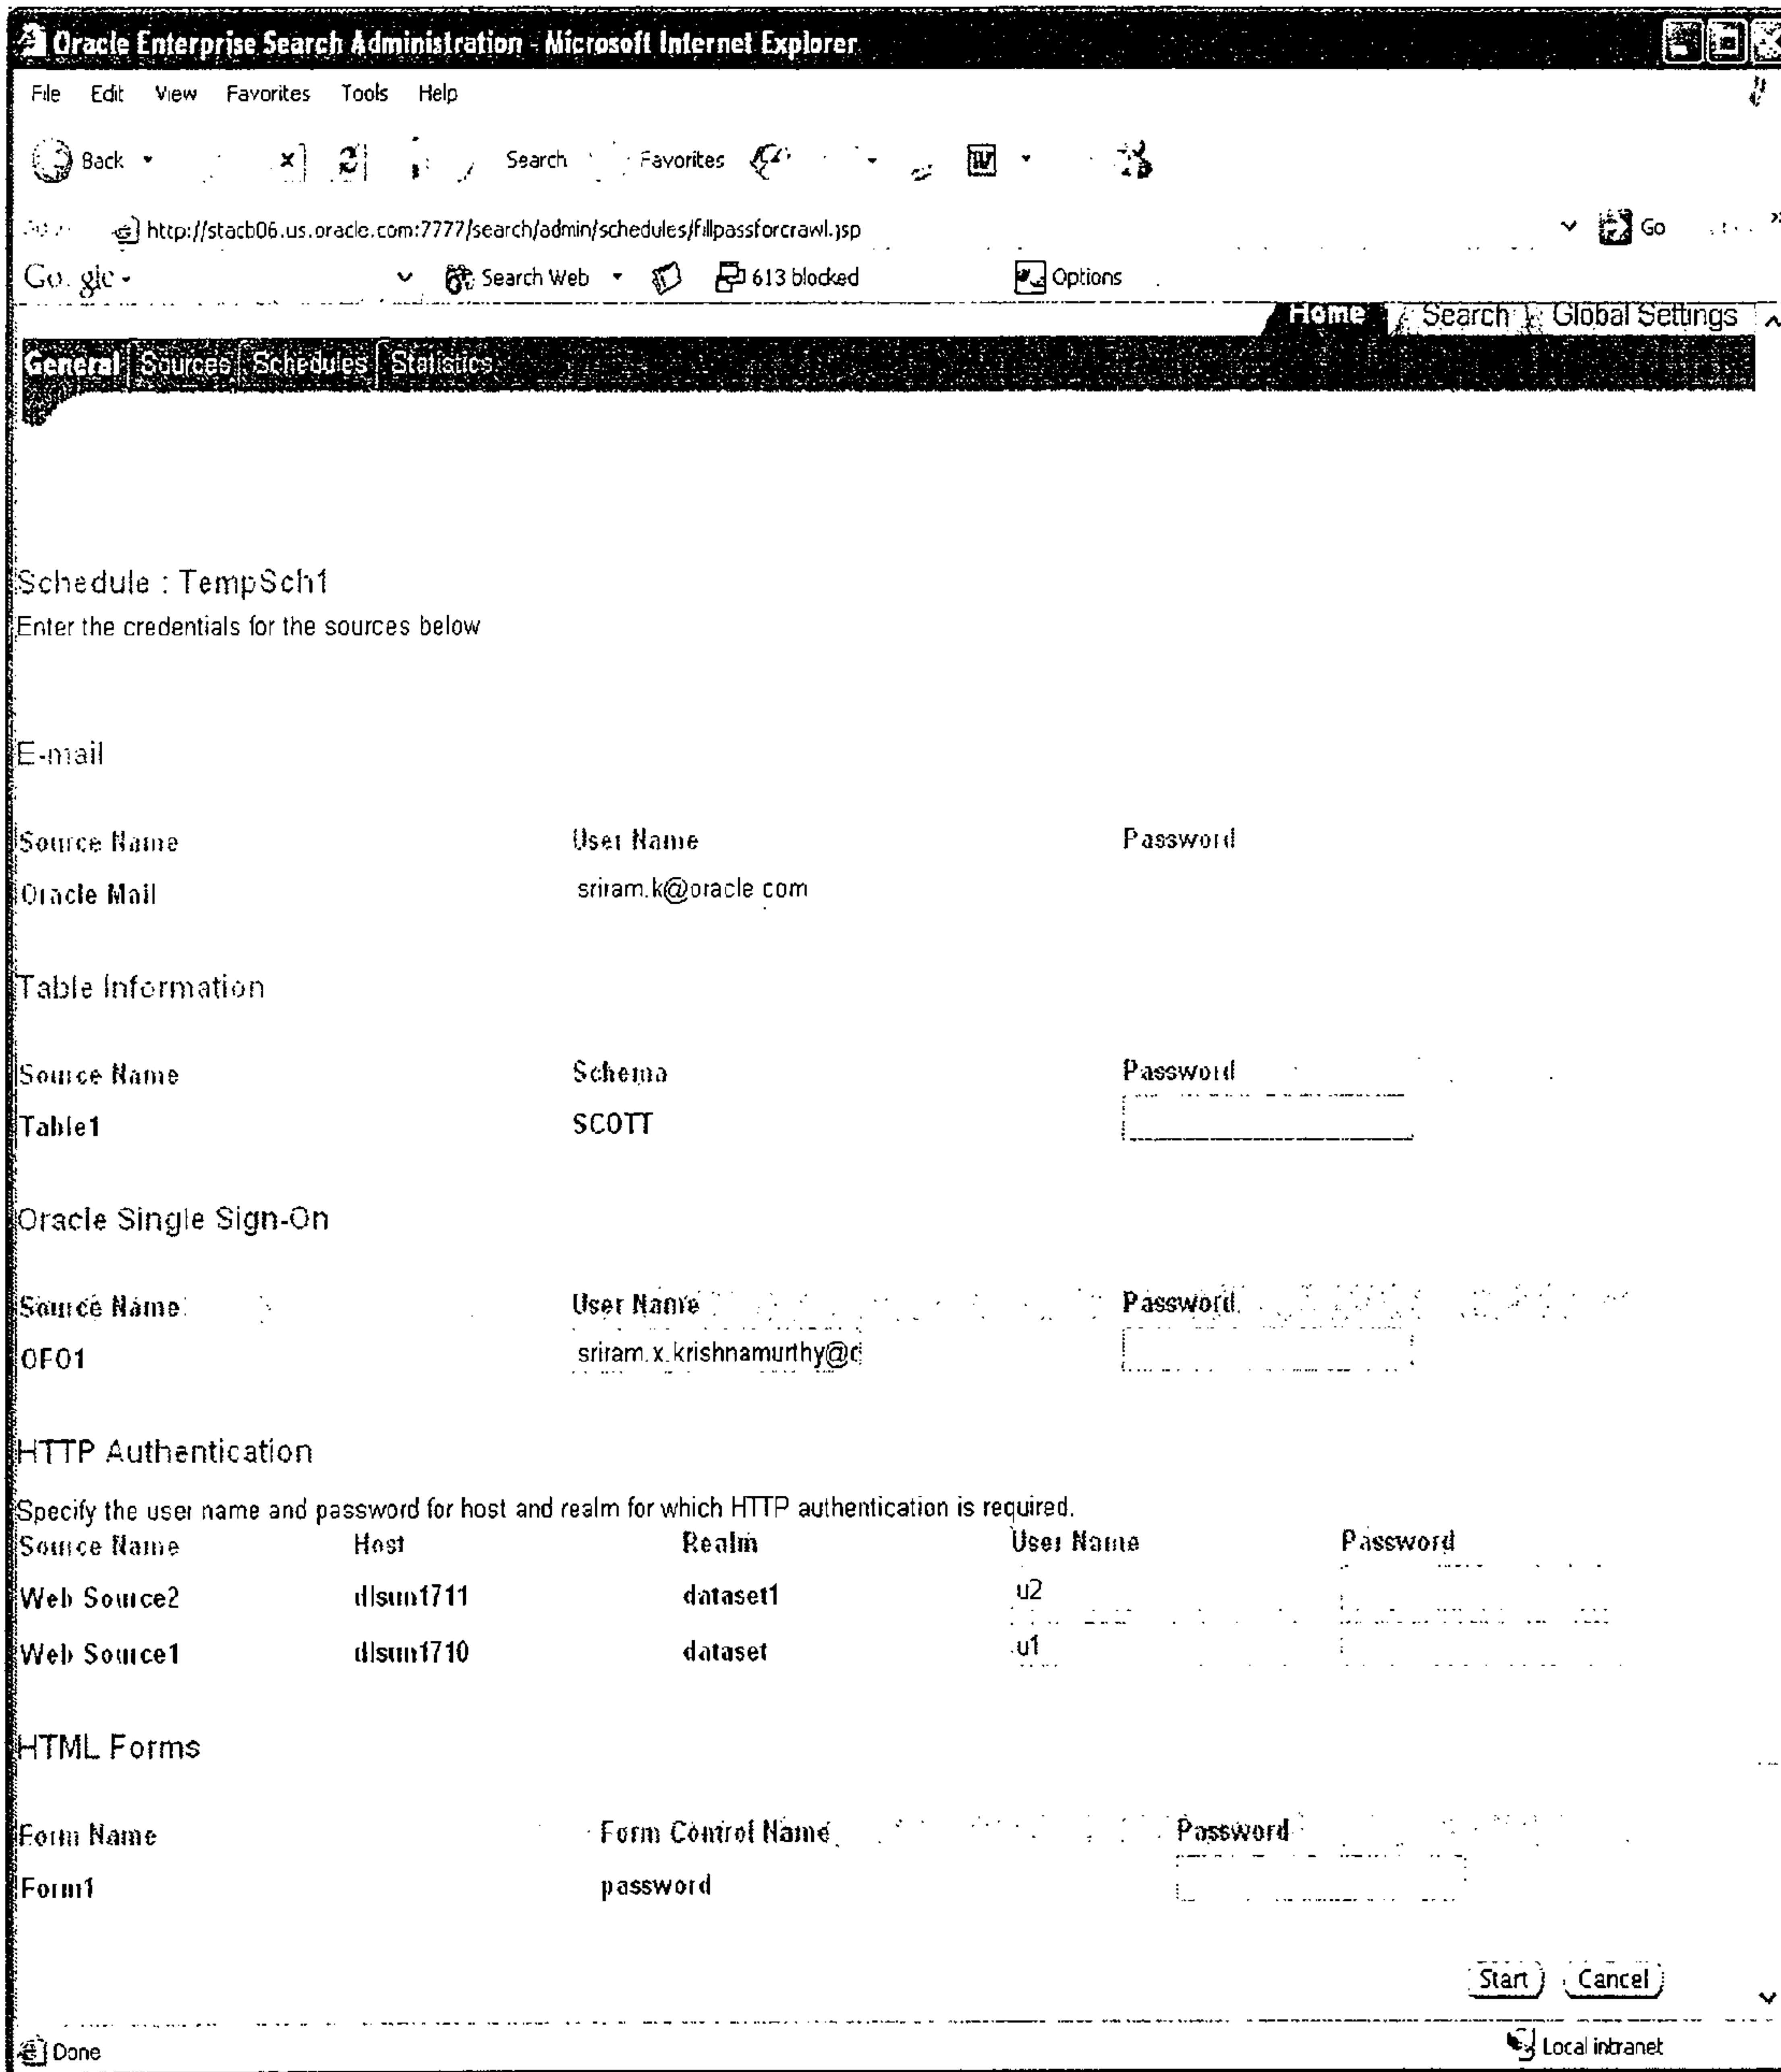 Oracle Enterprise Search Administration - Microsoft Internet Explorer
File Edit View Favorites Tools Help
Back Search Favorites
http://stacb06.us.oracle.com:7777/search/admin/schedules/fillpassforcrawl.jsp Go
Go. gle Search Web 613 blocked Options
Home Search Global Settings
General Sources Schedules Statistics
Schedule : TempSch1
Enter the credentials for the sources below
E-mail
Source Name User Name Password
Oracle Mail sriram.k@oracle.com
Table Information
Source Name Schema Password
Table1 SCOTT
Oracle Single Sign-On
Source Name User Name Password
OFO1 sriram.x.krishnamurthy@
HTTP Authentication
Specify the user name and password for host and realm for which HTTP authentication is required.
Source Name Host Realm User Name Password
Web Source2 dlsun1711 dataset1 u2
Web Source1 dlsun1710 dataset u1
HTML Forms
Form Name Form Control Name Password
Form1 password
Start Cancel
Done Local intranet